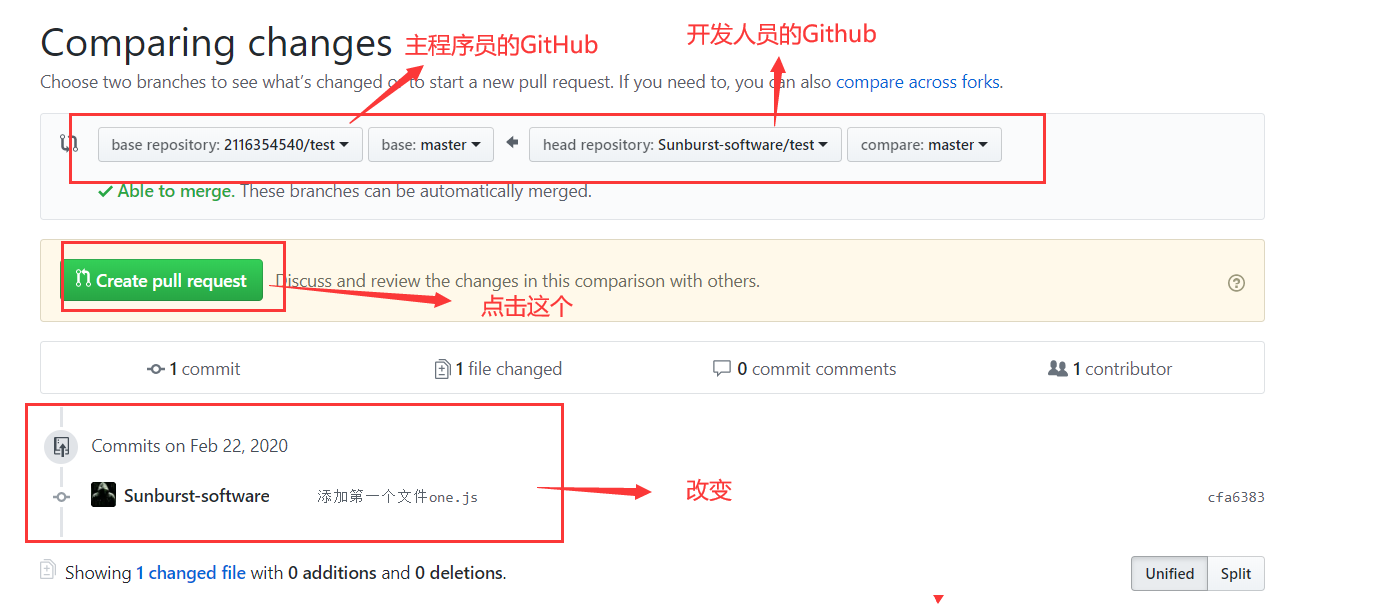 Comparing changes 主程序员的GitHub 开发人员的Github
Choose two branches to see what's changed or to start a new pull request. If you need to, you can also compare across forks.
base repository: 2116354540/test base: master head repository: Sunburst-software/test compare: master
Able to merge. These branches can be automatically merged.
Create pull request Discuss and review the changes in this comparison with others.
点击这个
1 commit 1 file changed 0 commit comments 1 contributor
Commits on Feb 22, 2020
Sunburst-software 添加第一个文件one.js 改变 cfa6383
Showing 1 changed file with 0 additions and 0 deletions. Unified Split